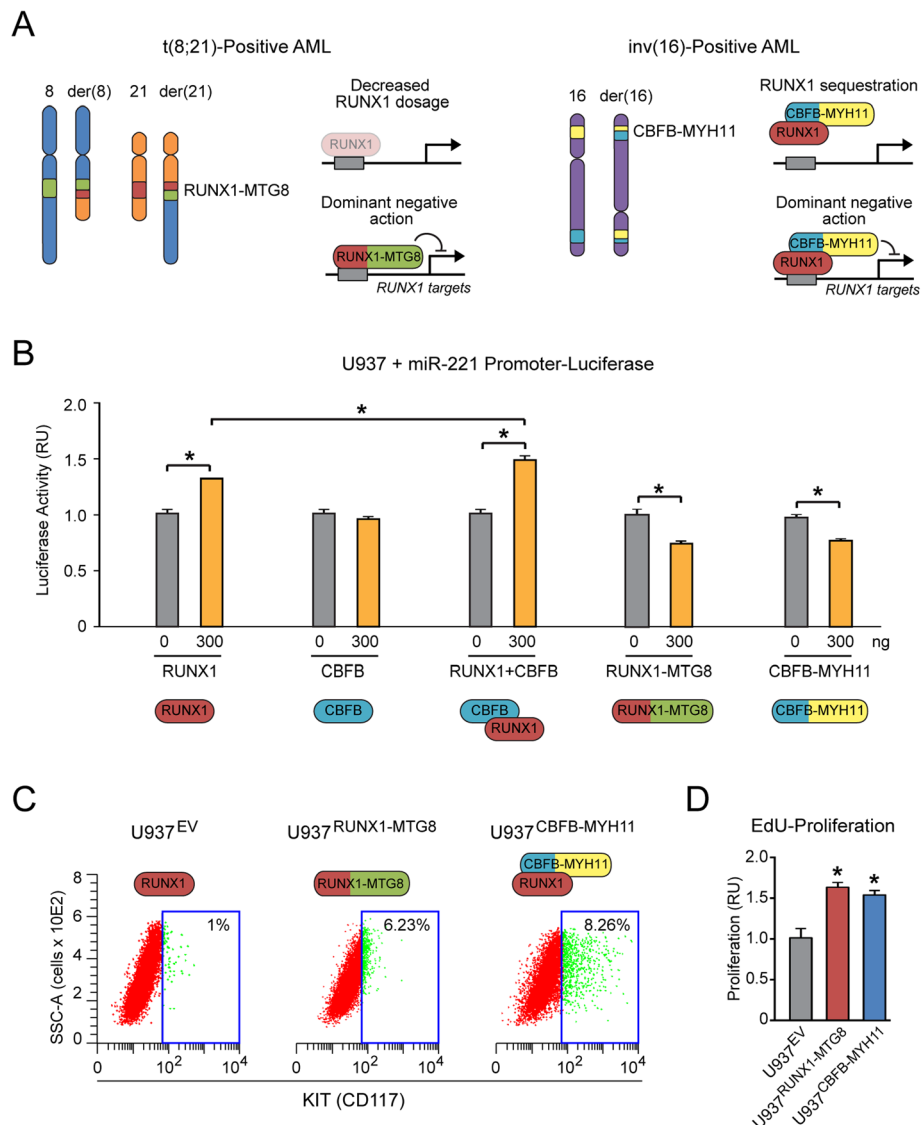 A
t(8;21)-Positive AML
inv(16)-Positive AML
8 der(8) 21 der(21)
RUNX1-MTG8
Decreased
RUNX1 dosage
RUNX1
Dominant negative
action
RUNX1-MTG8
RUNX1 targets
16 der(16)
CBFB-MYH11
RUNX1 sequestration
CBFB-MYH11
RUNX1
Dominant negative
action
CBFB-MYH11
RUNX1
RUNX1 targets
B
U937 + miR-221 Promoter-Luciferase
Luciferase Activity (RU)
2.0
1.5
1.0
0.5
0
*
*
*
*
*
0 300 0 300 0 300 0 300 0 300 ng
RUNX1 CBFB RUNX1+CBFB RUNX1-MTG8 CBFB-MYH11
RUNX1
CBFB
CBFB
RUNX1
RUNX1-MTG8
CBFB-MYH11
C
U937EV
U937RUNX1-MTG8
U937CBFB-MYH11
RUNX1
RUNX1-MTG8
CBFB-MYH11
RUNX1
SSC-A (cells x 10E2)
8
6
4
2
0
1%
6.23%
8.26%
0 102 104
0 102 104
0 102 104
KIT (CD117)
D
EdU-Proliferation
Proliferation (RU)
2.0
1.5
1.0
0.0
* *
U937EV
U937RUNX1-MTG8
U937CBFB-MYH11